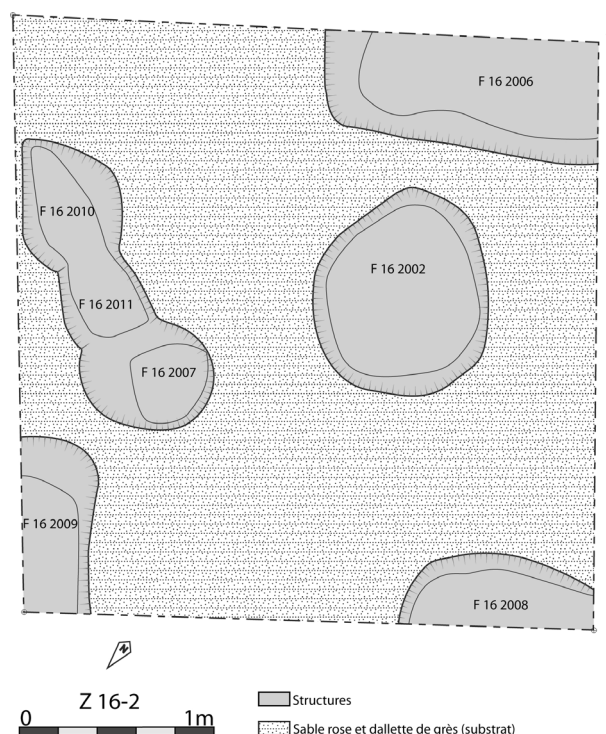 F 16 2006
F 16 2010
F 16 2002
F 16 2011
F 16 2007
F 16 2009
F 16 2008
N
Z 16-2
Structures
0 1m
Sable rose et dallette de grès (substrat)